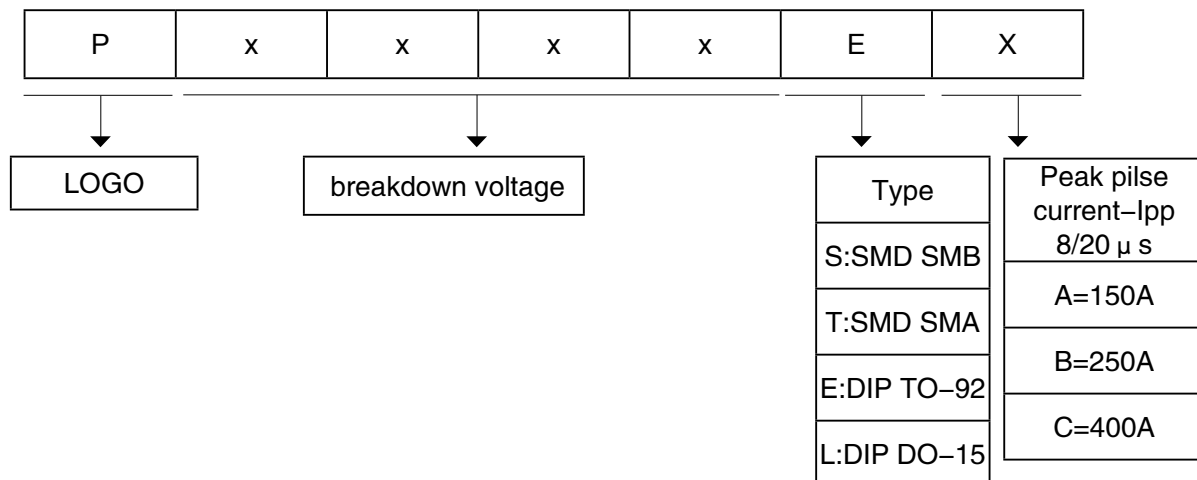 P x x x x E X
LOGO
breakdown voltage
Type
S:SMD SMB
T:SMD SMA
E:DIP TO−92
L:DIP DO−15
Peak pilse
current−Ipp
8/20 μ s
A=150A
B=250A
C=400A